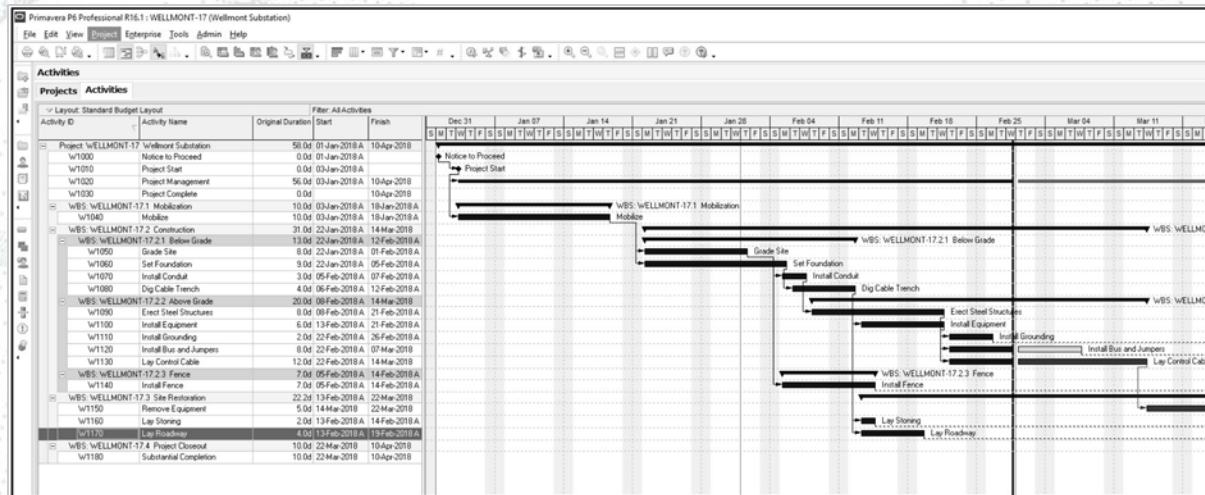 Primavera P6 Professional R16.1 : WELLMONT-17 (Wellmont Substation)
File Edit View Project Enterprise Tools Admin Help
Activities
Projects Activities
Layout: Standard Budget Layout Filter: All Activities
Activity ID Activity Name Original Duration Start Finish Dec 31 Jan 07 Jan 14 Jan 21 Jan 28 Feb 04 Feb 11 Feb 18 Feb 25 Mar 04 Mar 11
S M T W T F S S M T W T F S S M T W T F S S M T W T F S S M T W T F S S M T W T F S S M T W T F S S M T W T F S S M T W T F S S M T W T F S S M T W T F S S M
Project: WELLMONT-17 Wellmont Substation 58.0d 01-Jan-2018 A 10-Apr-2018
W1000 Notice to Proceed 0.0d 01-Jan-2018 A Notice to Proceed
W1010 Project Start 0.0d 03-Jan-2018 A Project Start
W1020 Project Management 56.0d 03-Jan-2018 A 10-Apr-2018
W1030 Project Complete 0.0d 10-Apr-2018
WBS: WELLMONT-17.1 Mobilization 10.0d 03-Jan-2018 A 18-Jan-2018 A WBS: WELLMONT-17.1 Mobilization
W1040 Mobilize 10.0d 03-Jan-2018 A 18-Jan-2018 A Mobilize
WBS: WELLMONT-17.2 Construction 31.0d 22-Jan-2018 A 14-Mar-2018 WBS: WELLMO
WBS: WELLMONT-17.2.1 Below Grade 13.0d 22-Jan-2018 A 12-Feb-2018 A WBS: WELLMONT-17.2.1 Below Grade
W1050 Grade Site 8.0d 22-Jan-2018 A 01-Feb-2018 A Grade Site
W1060 Set Foundation 9.0d 22-Jan-2018 A 05-Feb-2018 A Set Foundation
W1070 Install Conduit 3.0d 05-Feb-2018 A 07-Feb-2018 A Install Conduit
W1080 Dig Cable Trench 4.0d 06-Feb-2018 A 12-Feb-2018 A Dig Cable Trench
WBS: WELLMONT-17.2.2 Above Grade 20.0d 08-Feb-2018 A 14-Mar-2018 WBS: WELLMO
W1090 Erect Steel Structures 8.0d 08-Feb-2018 A 21-Feb-2018 A Erect Steel Structures
W1100 Install Equipment 6.0d 13-Feb-2018 A 21-Feb-2018 A Install Equipment
W1110 Install Grounding 2.0d 22-Feb-2018 A 26-Feb-2018 A Install Grounding
W1120 Install Bus and Jumpers 8.0d 22-Feb-2018 A 07-Mar-2018 Install Bus and Jumpers
W1130 Lay Control Cable 12.0d 22-Feb-2018 A 14-Mar-2018 Lay Control Cab
WBS: WELLMONT-17.2.3 Fence 7.0d 05-Feb-2018 A 14-Feb-2018 A WBS: WELLMONT-17.2.3 Fence
W1140 Install Fence 7.0d 05-Feb-2018 A 14-Feb-2018 A Install Fence
WBS: WELLMONT-17.3 Site Restoration 22.2d 13-Feb-2018 A 22-Mar-2018
W1150 Remove Equipment 5.0d 14-Mar-2018 22-Mar-2018
W1160 Lay Stoning 2.0d 13-Feb-2018 A 14-Feb-2018 A Lay Stoning
W1170 Lay Roadway 4.0d 13-Feb-2018 A 19-Feb-2018 A Lay Roadway
WBS: WELLMONT-17.4 Project Closeout 10.0d 22-Mar-2018 10-Apr-2018
W1180 Substantial Completion 10.0d 22-Mar-2018 10-Apr-2018